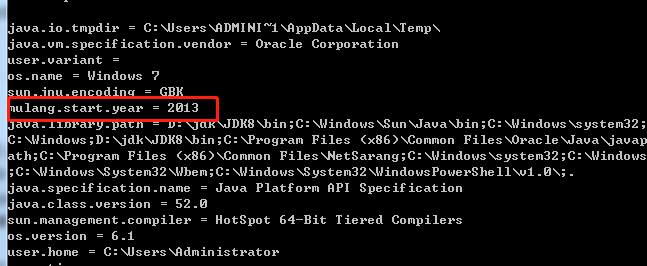 java.io.tmpdir = C:\Users\ADMINI~1\AppData\Local\Temp\
java.vm.specification.vendor = Oracle Corporation
user.variant =
os.name = Windows 7
sun.jnu.encoding = GBK
mulang.start.year = 2013
java.library.path = D:\jdk\JDK8\bin;C:\Windows\Sun\Java\bin;C:\Windows\system32;
C:\Windows;D:\jdk\JDK8\bin;C:\Program Files (x86)\Common Files\Oracle\Java\javap
ath;C:\Program Files (x86)\Common Files\NetSarang;C:\Windows\system32;C:\Windows
;C:\Windows\System32\Wbem;C:\Windows\System32\WindowsPowerShell\v1.0\;.
java.specification.name = Java Platform API Specification
java.class.version = 52.0
sun.management.compiler = HotSpot 64-Bit Tiered Compilers
os.version = 6.1
user.home = C:\Users\Administrator